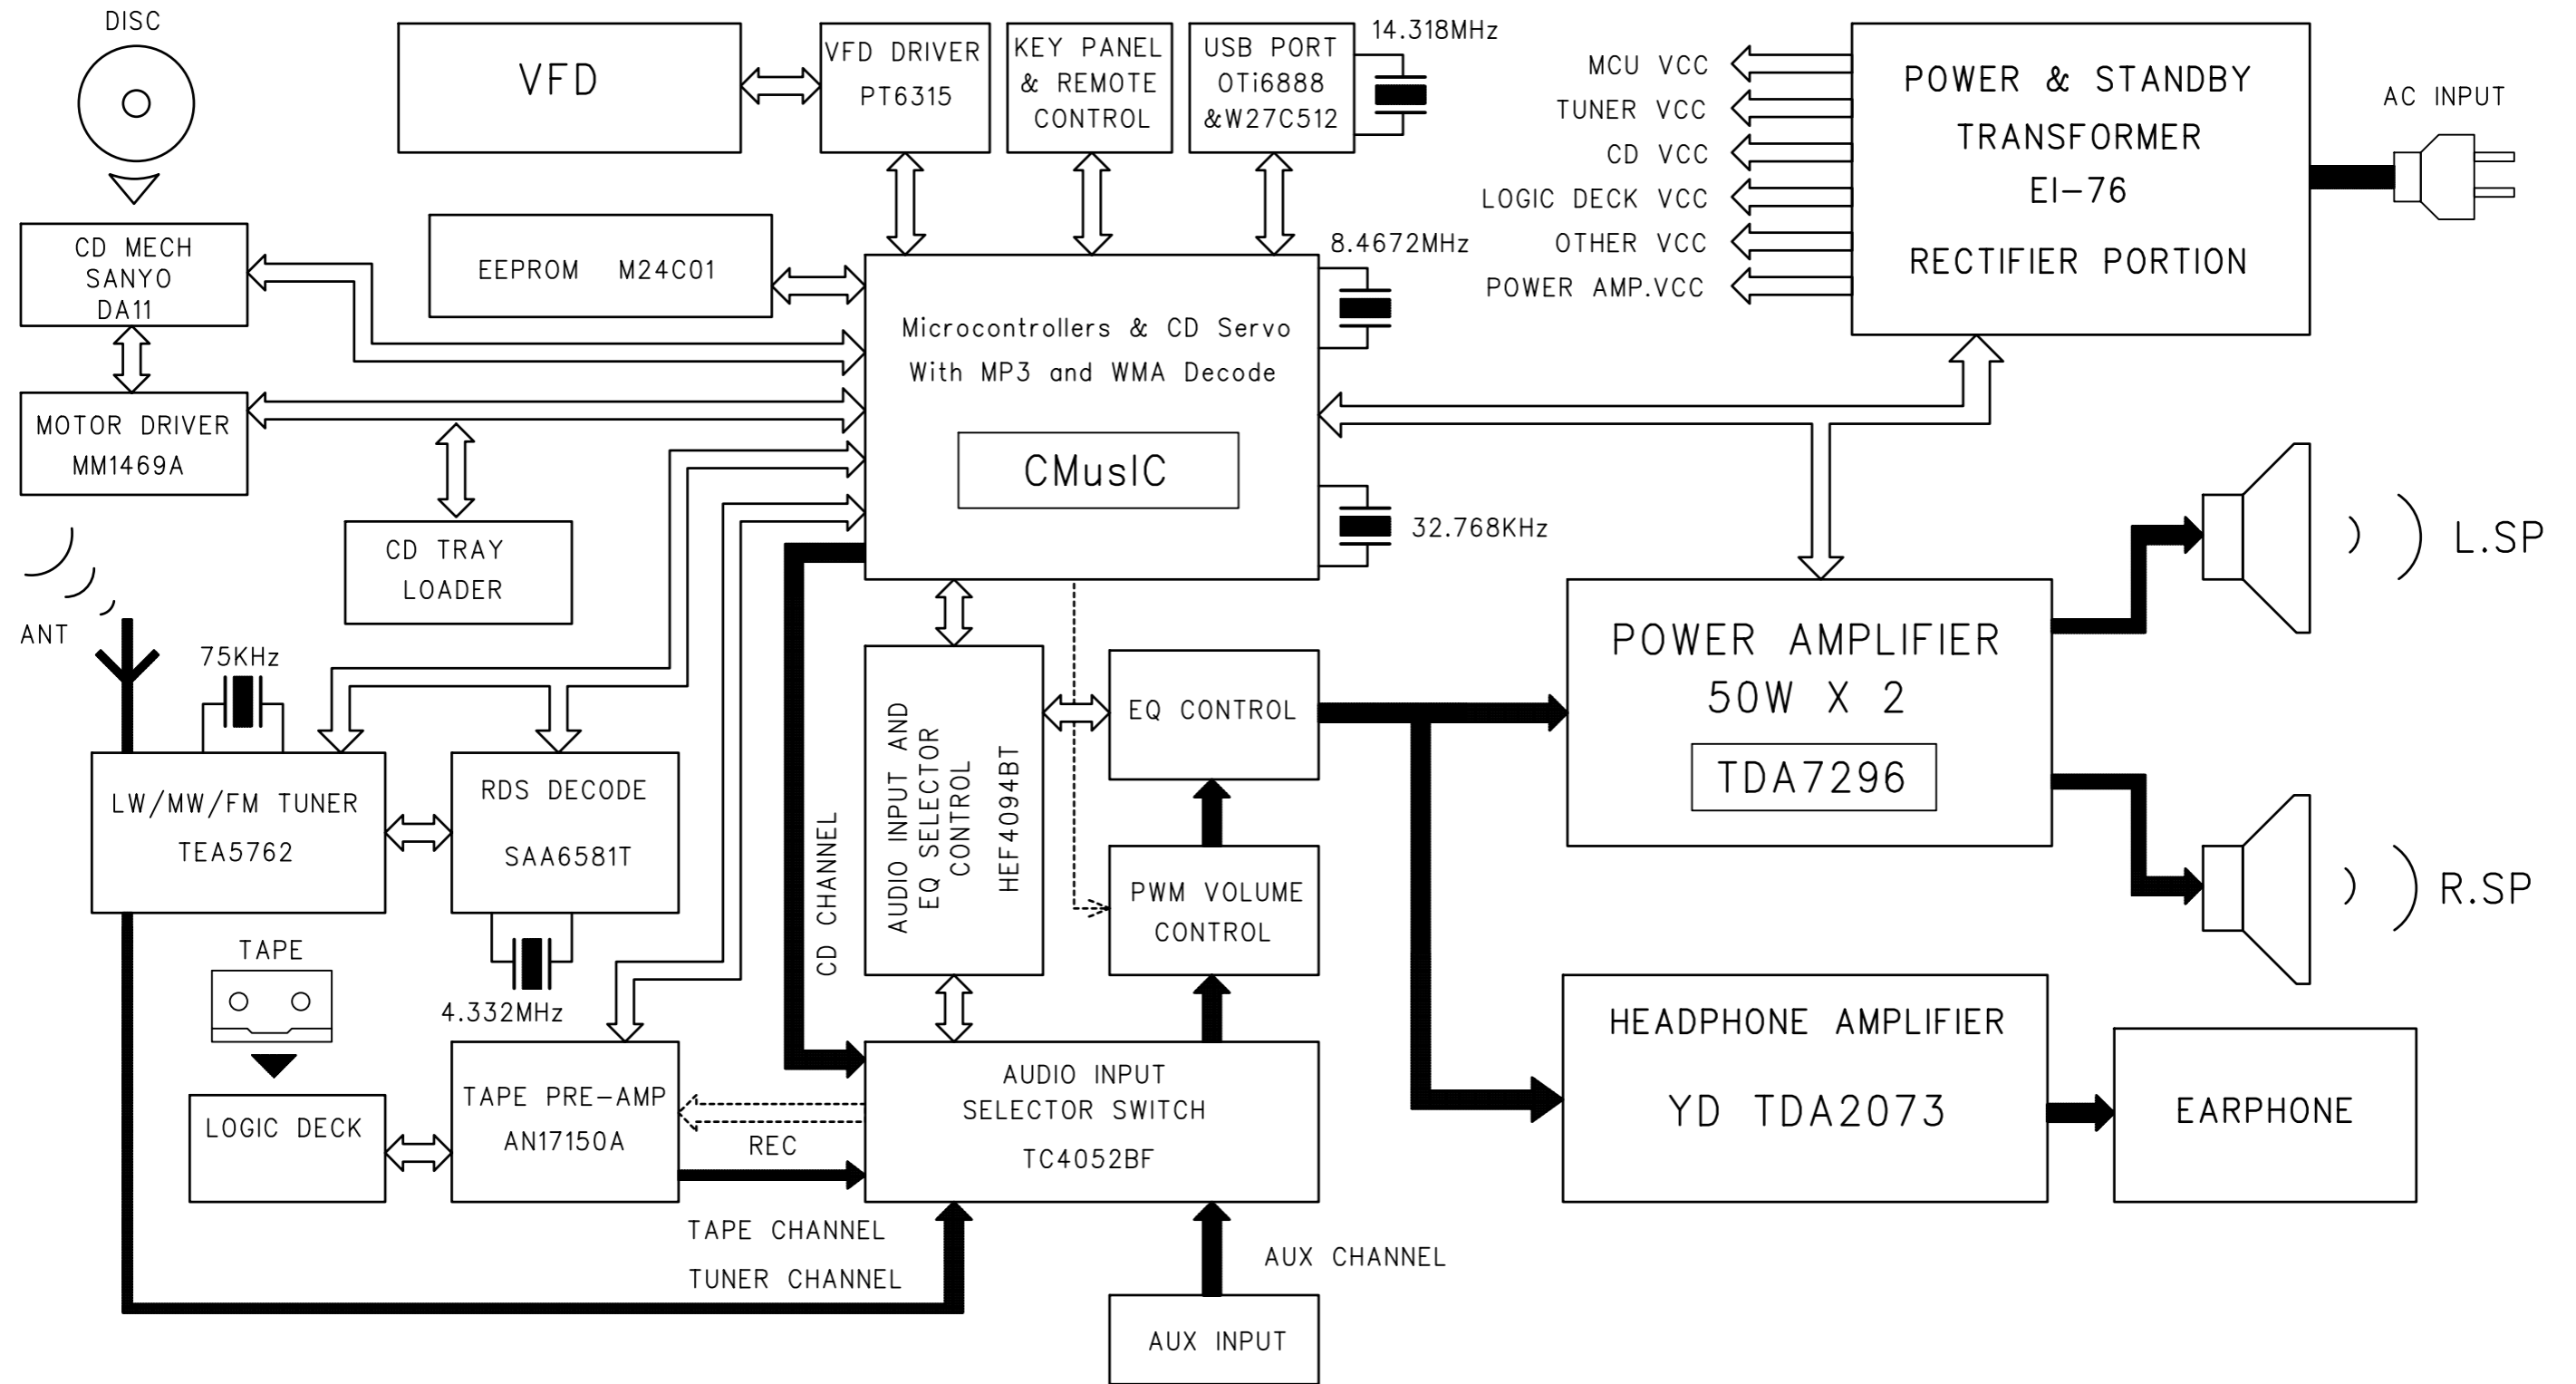 DISC
VFD
VFD DRIVER
PT6315
KEY PANEL
& REMOTE
CONTROL
USB PORT
OTi6888
&W27C512
14.318MHz
MCU VCC
TUNER VCC
CD VCC
LOGIC DECK VCC
OTHER VCC
POWER AMP.VCC
POWER & STANDBY
TRANSFORMER
EI-76
RECTIFIER PORTION
AC INPUT
CD MECH
SANYO
DA11
EEPROM M24C01
8.4672MHz
Microcontrollers & CD Servo
With MP3 and WMA Decode
CMusIC
32.768KHz
MOTOR DRIVER
MM1469A
CD TRAY
LOADER
ANT
75KHz
LW/MW/FM TUNER
TEA5762
RDS DECODE
SAA6581T
4.332MHz
CD CHANNEL
AUDIO INPUT AND
EQ SELECTOR
CONTROL
HEF4094BT
EQ CONTROL
PWM VOLUME
CONTROL
POWER AMPLIFIER
50W X 2
TDA7296
L.SP
R.SP
TAPE
LOGIC DECK
TAPE PRE-AMP
AN17150A
REC
AUDIO INPUT
SELECTOR SWITCH
TC4052BF
HEADPHONE AMPLIFIER
YD TDA2073
EARPHONE
TAPE CHANNEL
TUNER CHANNEL
AUX CHANNEL
AUX INPUT